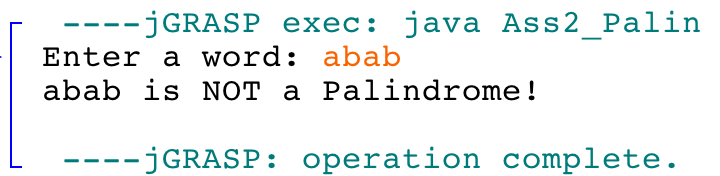 ----jGRASP exec: java Ass2_Palin
Enter a word: abab
abab is NOT a Palindrome!
----jGRASP: operation complete.